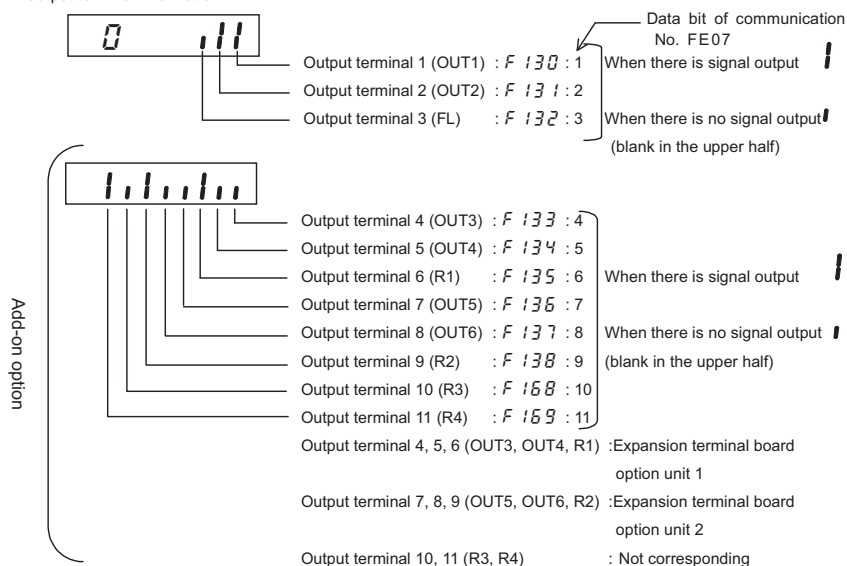 Data bit of communication
No. FE07
0 ,11
Output terminal 1 (OUT1) : F130 : 1 When there is signal output
Output terminal 2 (OUT2) : F131 : 2
Output terminal 3 (FL) : F132 : 3 When there is no signal output
(blank in the upper half)
Output terminal 4 (OUT3) : F133 : 4
Output terminal 5 (OUT4) : F134 : 5
Output terminal 6 (R1) : F135 : 6 When there is signal output
Output terminal 7 (OUT5) : F136 : 7
Output terminal 8 (OUT6) : F137 : 8 When there is no signal output
Output terminal 9 (R2) : F138 : 9 (blank in the upper half)
Output terminal 10 (R3) : F168 : 10
Output terminal 11 (R4) : F169 : 11
Output terminal 4, 5, 6 (OUT3, OUT4, R1) :Expansion terminal board
option unit 1
Output terminal 7, 8, 9 (OUT5, OUT6, R2) :Expansion terminal board
option unit 2
Output terminal 10, 11 (R3, R4) : Not corresponding
Add-on option